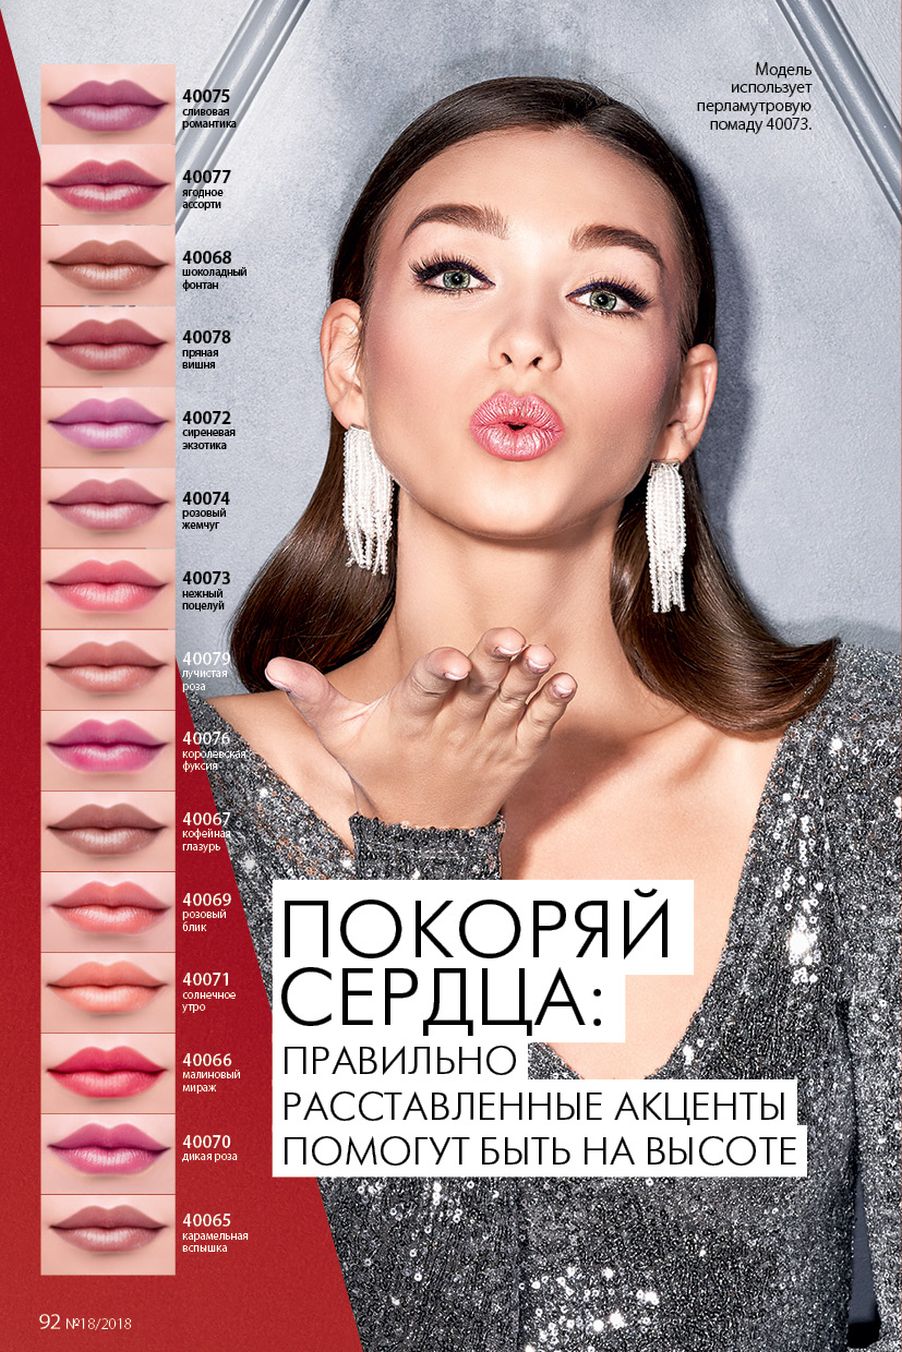 Модель
использует
перламутровую
помаду 40073.
40075
сливовая
романтика
40077
ягодное
ассорти
40068
шоколадный
фонтан
40078
пряная
вишня
40072
сиреневая
экзотика
40074
розовый
жемчуг
40073
нежный
поцелуй
40079
лучистая
роза
40076
королевская
фуксия
40067
кофейная
глазурь
40069
розовый
блик
40071
солнечное
утро
40066
малиновый
мираж
40070
дикая роза
40065
карамельная
вспышка
ПОКОРЯЙ
СЕРДЦА:
ПРАВИЛЬНО
РАССТАВЛЕННЫЕ АКЦЕНТЫ
ПОМОГУТ БЫТЬ НА ВЫСОТЕ
92 №18/2018